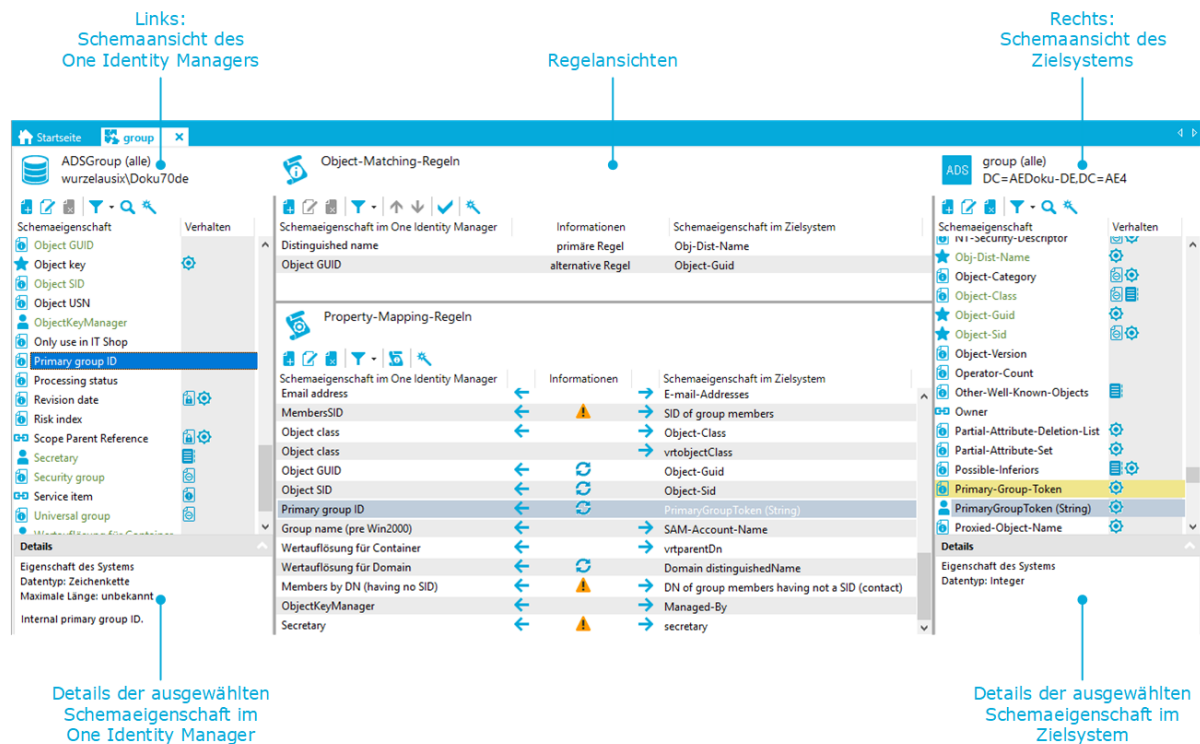 Links:
Schemaansicht des
One Identity Managers
Regelansichten
Rechts:
Schemaansicht des
Zielsystems
Startseite
group
ADSGroup (alle)
wurzelausix\Doku70de
Schemaeigenschaft Verhalten
Object GUID
Object key
Object SID
Object USN
ObjectKeyManager
Only use in IT Shop
Primary group ID
Processing status
Revision date
Risk index
Scope Parent Reference
Secretary
Security group
Service item
Universal group
Wertauflösung für Container
Details
Eigenschaft des Systems
Datentyp: Zeichenkette
Maximale Länge: unbekannt
Internal primary group ID.
Object-Matching-Regeln
Schemaeigenschaft im One Identity Manager Informationen Schemaeigenschaft im Zielsystem
Distinguished name primäre Regel Obj-Dist-Name
Object GUID alternative Regel Object-Guid
Property-Mapping-Regeln
Schemaeigenschaft im One Identity Manager Informationen Schemaeigenschaft im Zielsystem
Email address E-mail-Addresses
MembersSID SID of group members
Object class Object-Class
Object class vrtobjectClass
Object GUID Object-Guid
Object SID Object-Sid
Primary group ID PrimaryGroupToken (String)
Group name (pre Win2000) SAM-Account-Name
Wertauflösung für Container vrtparentDn
Wertauflösung für Domain Domain distinguishedName
Members by DN (having no SID) DN of group members having not a SID (contact)
ObjectKeyManager Managed-By
Secretary secretary
ADS
group (alle)
DC=AEDoku-DE,DC=AE4
Schemaeigenschaft Verhalten
NT-Security-Descriptor
Obj-Dist-Name
Object-Category
Object-Class
Object-Guid
Object-Sid
Object-Version
Operator-Count
Other-Well-Known-Objects
Owner
Partial-Attribute-Deletion-List
Partial-Attribute-Set
Possible-Inferiors
Primary-Group-Token
PrimaryGroupToken (String)
Proxied-Object-Name
Details
Eigenschaft des Systems
Datentyp: Integer
Details der ausgewählten
Schemaeigenschaft im
One Identity Manager
Details der ausgewählten
Schemaeigenschaft im
Zielsystem